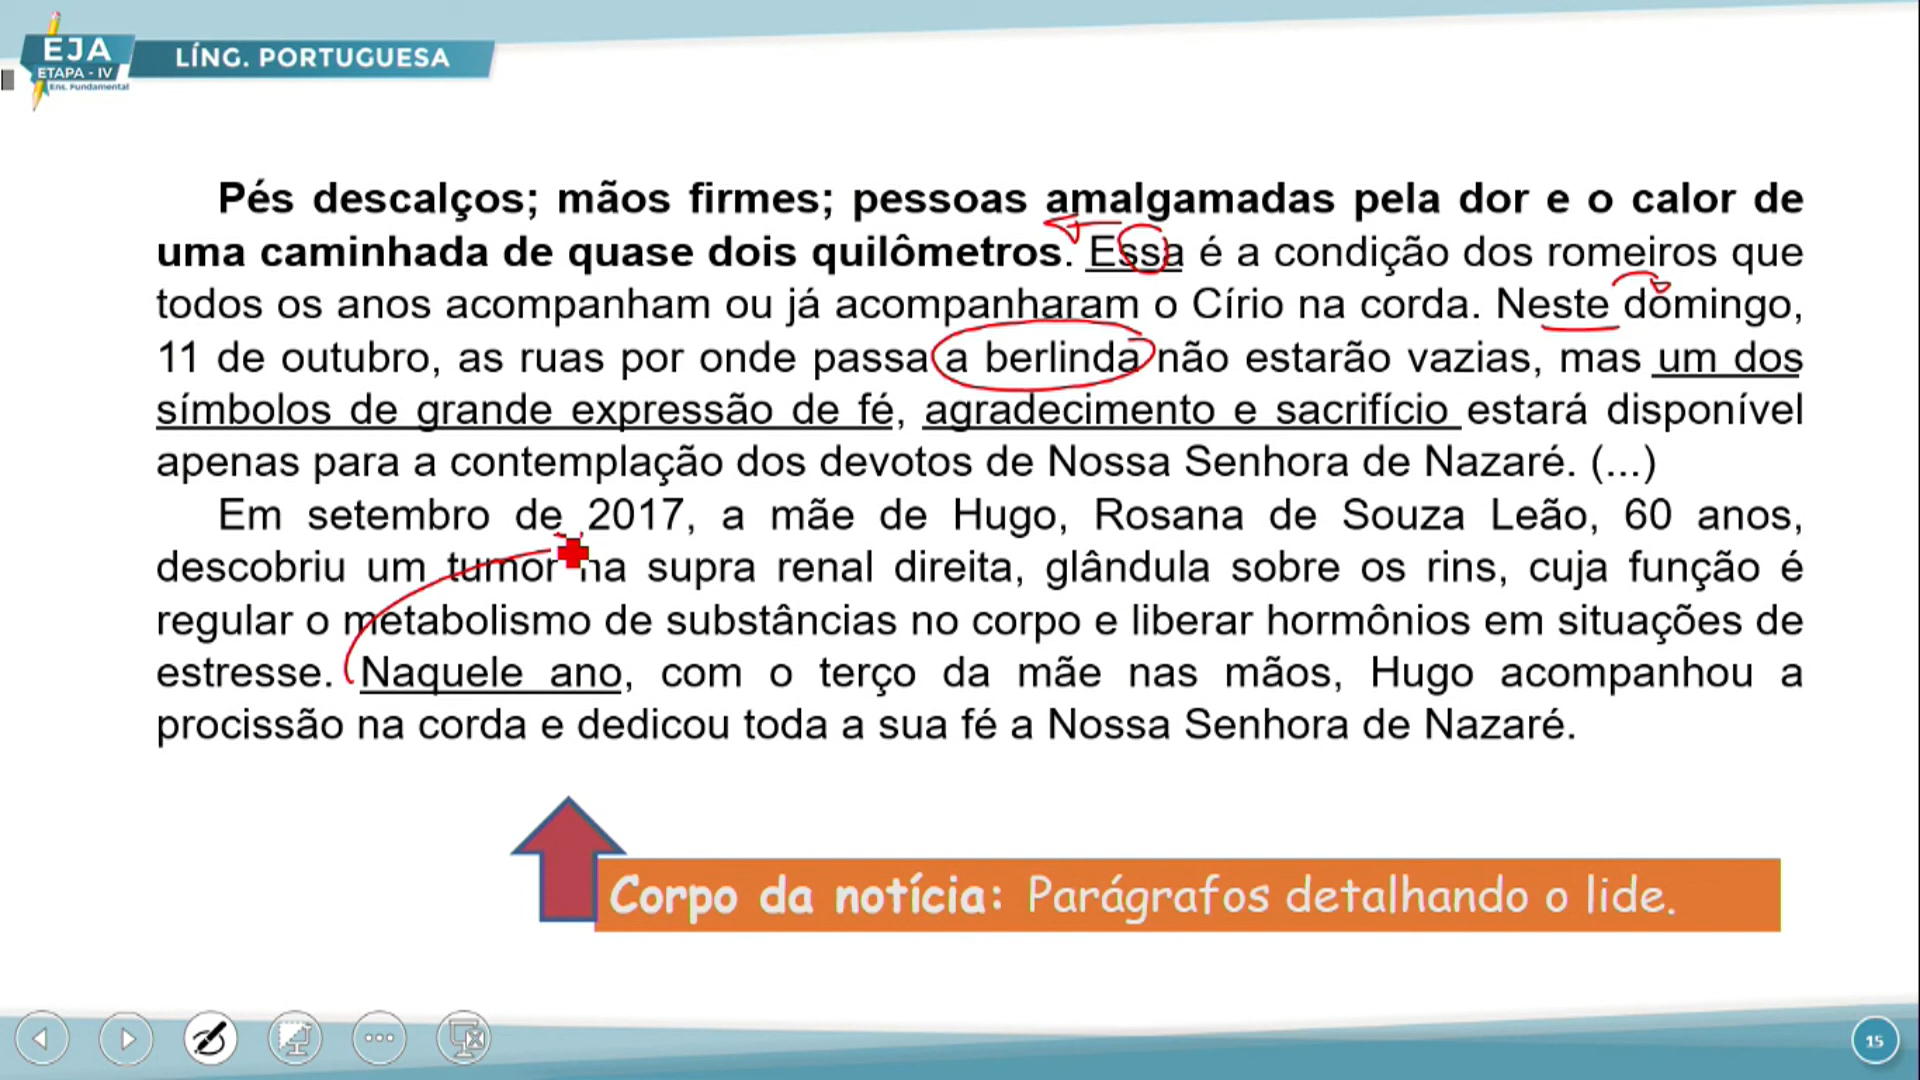 EJA
ETAPA - IV
Ens. Fundamental
LÍNG. PORTUGUESA
Pés descalços; mãos firmes; pessoas amalgamadas pela dor e o calor de
uma caminhada de quase dois quilômetros. Essa é a condição dos romeiros que
todos os anos acompanham ou já acompanharam o Círio na corda. Neste domingo,
11 de outubro, as ruas por onde passa a berlinda não estarão vazias, mas um dos
símbolos de grande expressão de fé, agradecimento e sacrifício estará disponível
apenas para a contemplação dos devotos de Nossa Senhora de Nazaré. (...)
Em setembro de 2017, a mãe de Hugo, Rosana de Souza Leão, 60 anos,
descobriu um tumor na supra renal direita, glândula sobre os rins, cuja função é
regular o metabolismo de substâncias no corpo e liberar hormônios em situações de
estresse. Naquele ano, com o terço da mãe nas mãos, Hugo acompanhou a
procissão na corda e dedicou toda a sua fé a Nossa Senhora de Nazaré.
Corpo da notícia: Parágrafos detalhando o lide.
15